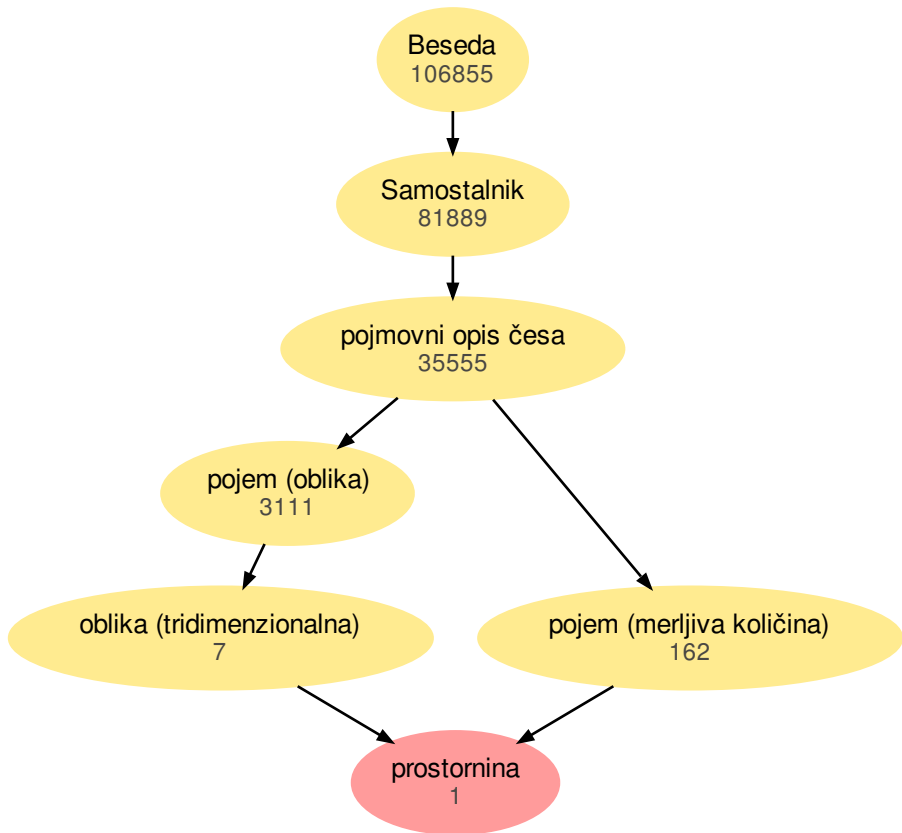 Beseda
106855
Samostalnik
81889
pojmovni opis česa
35555
pojem (oblika)
3111
oblika (tridimenzionalna)
7
pojem (merljiva količina)
162
prostornina
1